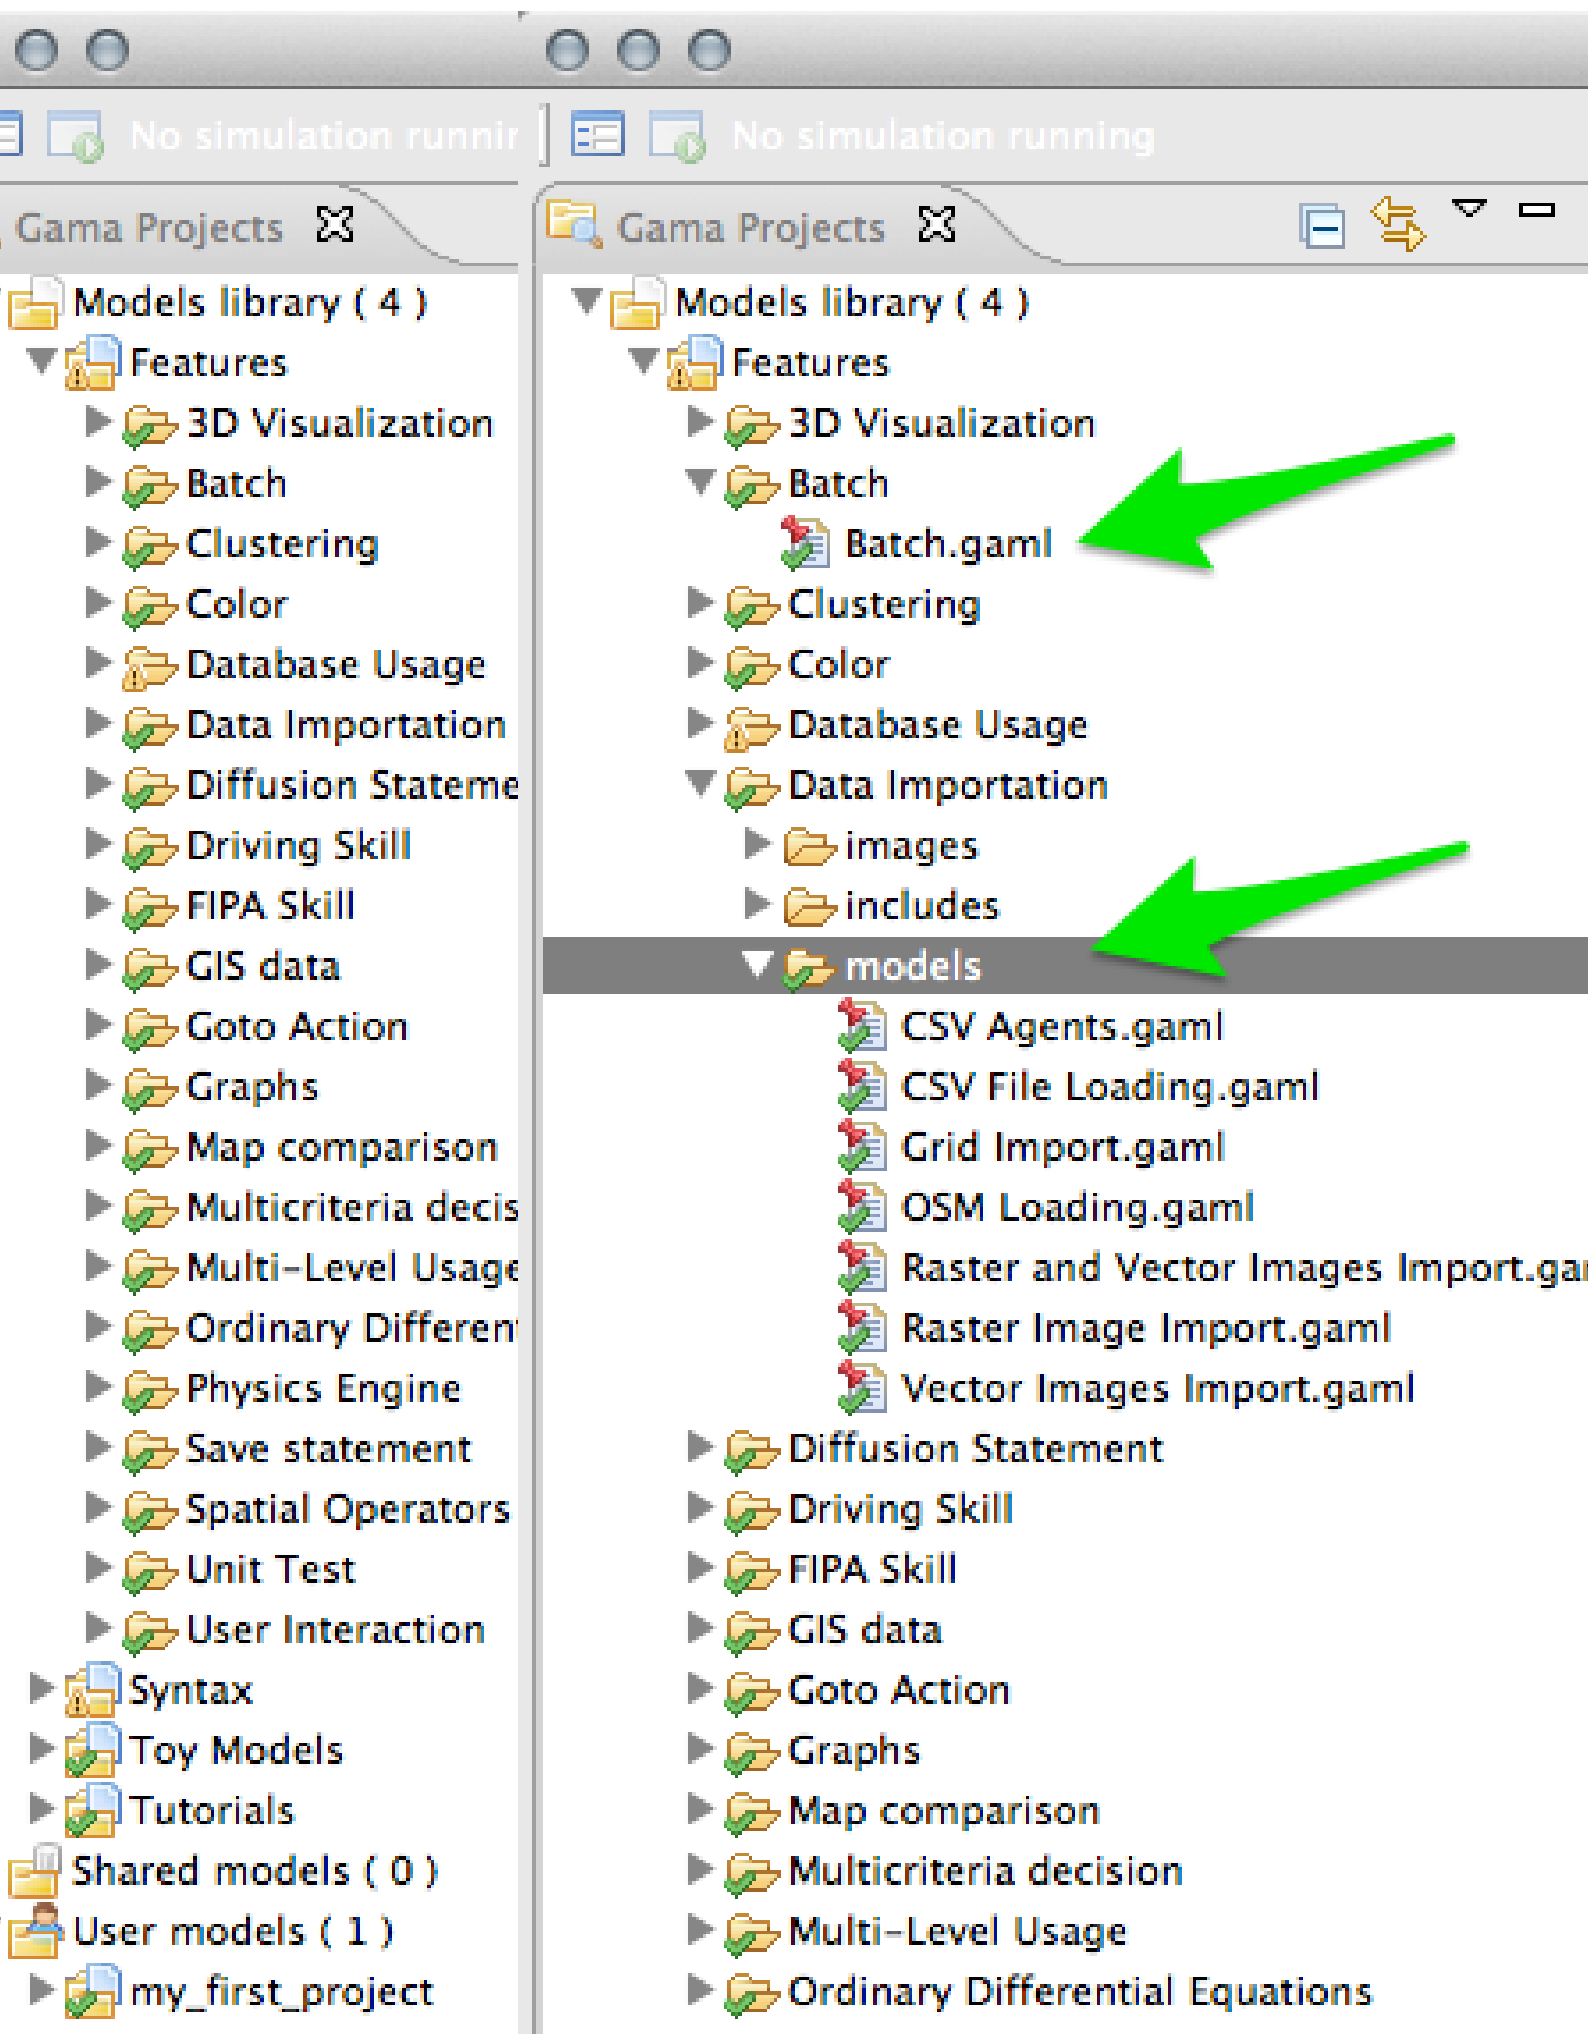 No simulation runnin
Gama Projects
Models library ( 4 )
Features
3D Visualization
Batch
Clustering
Color
Database Usage
Data Importation
Diffusion Stateme
Driving Skill
FIPA Skill
GIS data
Goto Action
Graphs
Map comparison
Multicriteria decis
Multi-Level Usage
Ordinary Differen
Physics Engine
Save statement
Spatial Operators
Unit Test
User Interaction
Syntax
Toy Models
Tutorials
Shared models ( 0 )
User models ( 1 )
my_first_project
No simulation running
Gama Projects
Models library ( 4 )
Features
3D Visualization
Batch
Batch.gaml
Clustering
Color
Database Usage
Data Importation
images
includes
models
CSV Agents.gaml
CSV File Loading.gaml
Grid Import.gaml
OSM Loading.gaml
Raster and Vector Images Import.gam
Raster Image Import.gaml
Vector Images Import.gaml
Diffusion Statement
Driving Skill
FIPA Skill
GIS data
Goto Action
Graphs
Map comparison
Multicriteria decision
Multi-Level Usage
Ordinary Differential Equations